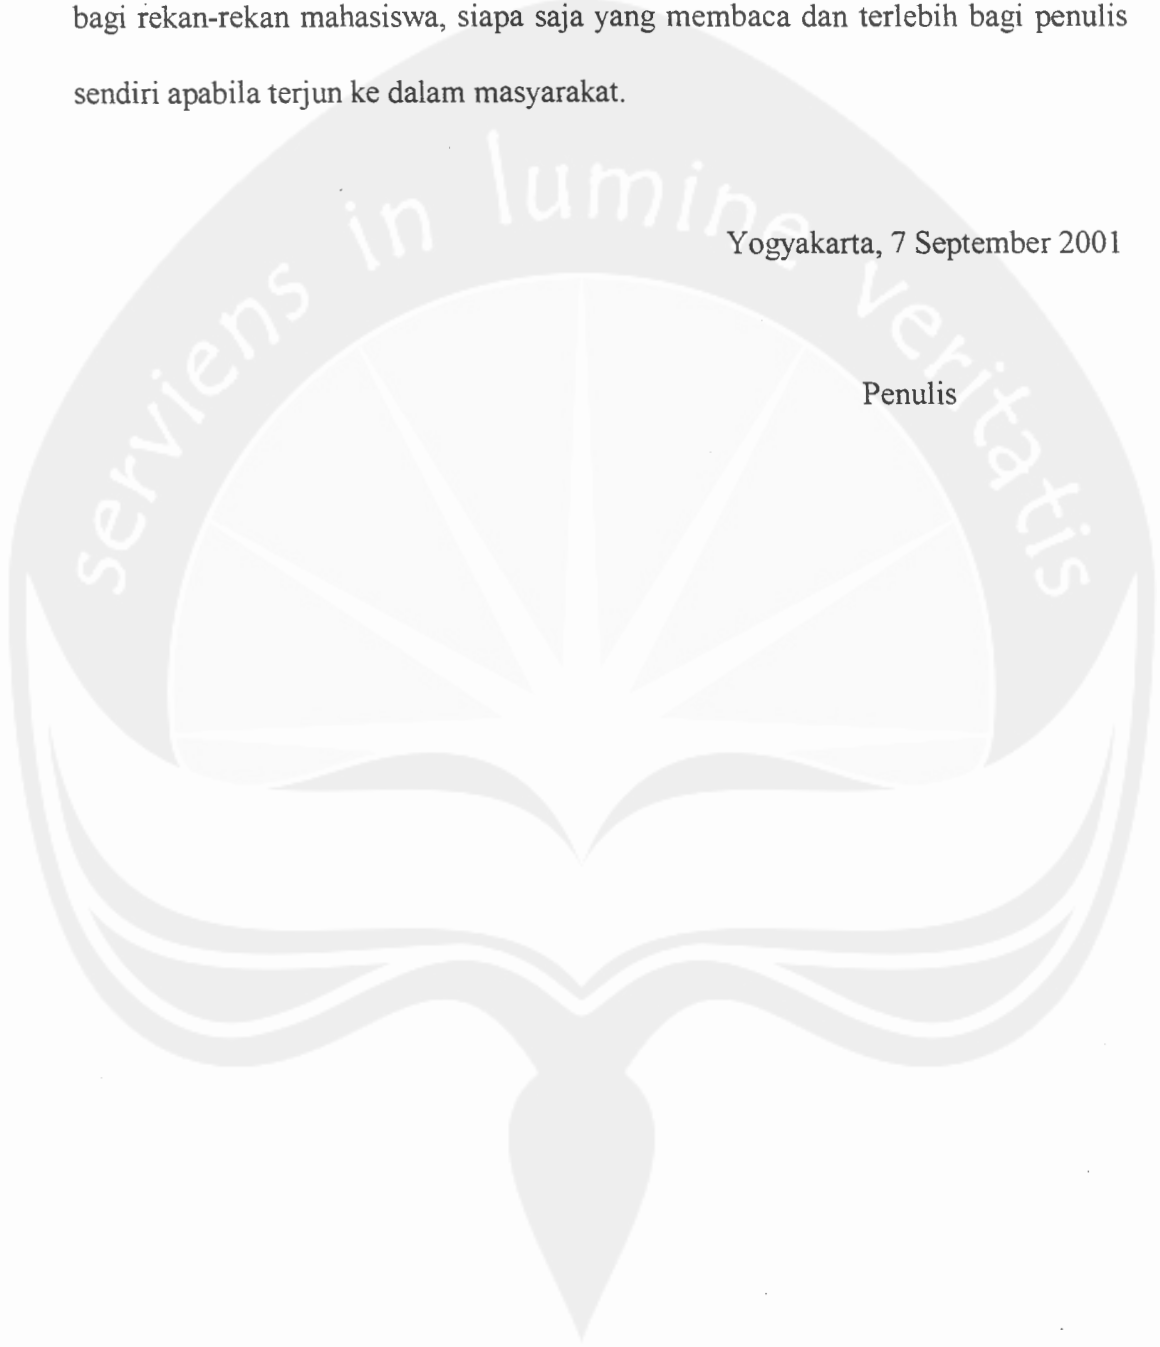 bagi rekan-rekan mahasiswa, siapa saja yang membaca dan terlebih bagi penulis
sendiri apabila terjun ke dalam masyarakat.
serviens in lumine veritatis
Yogyakarta, 7 September 2001
Penulis